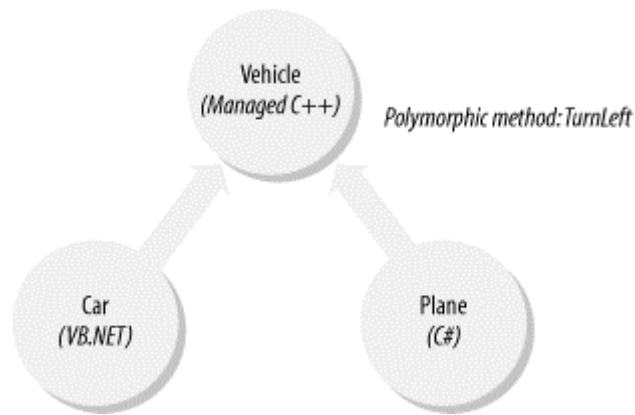 Vehicle
(Managed C++)
Polymorphic method: TurnLeft
Car
(VB.NET)
Plane
(C#)